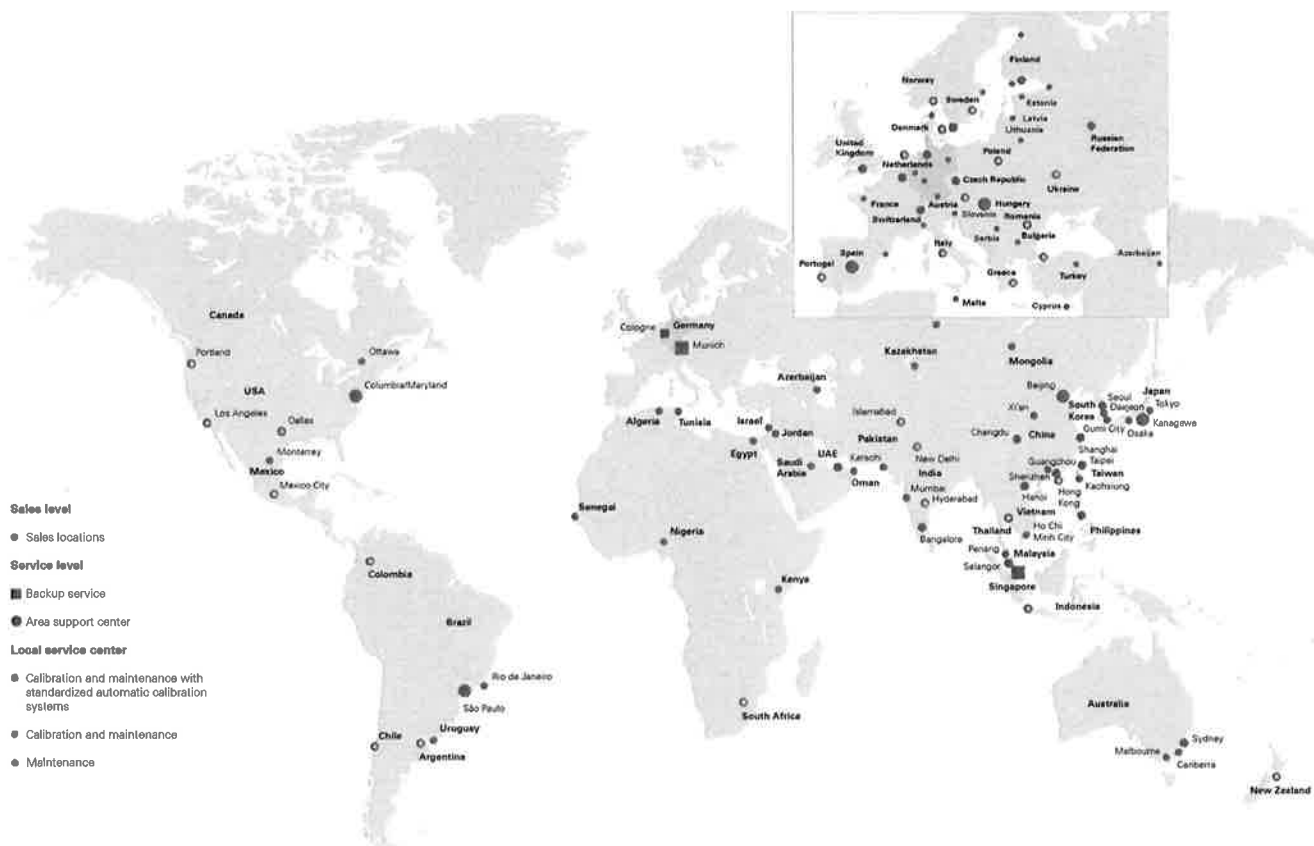 Finland
Norway
Sweden
Estonia
Latvia
Denmark
Lithuania
Russian
Federation
United
Kingdom
Poland
Netherlands
Czech Republic
Ukraine
France
Austria
Hungary
Switzerland
Slovenia
Romania
Serbia
Bulgaria
Italy
Portugal
Spain
Azerbaijan
Turkey
Greece
Malta
Cyprus
Canada
Cologne
Germany
Munich
Portland
Ottawa
Kazakhstan
Mongolia
USA
Columbia/Maryland
Azerbaijan
Beijing
Japan
Seoul
Tokyo
Los Angeles
Dallas
Algeria
Tunisia
Israel
Jordan
Islamabad
Xi'an
South
Korea
Daejeon
Kanagawa
Osaka
Gumi City
Egypt
Pakistan
Chengdu
China
Monterrey
Mexico
Mexico City
Saudi
Arabia
UAE
Karachi
New Delhi
India
Oman
Shanghai
Taipei
Guangzhou
Taiwan
Shenzhen
Kaohsiung
Hanoi
Hong
Kong
Mumbai
Hyderabad
Vietnam
Sales level
Senegal
Sales locations
Nigeria
Bangalore
Thailand
Ho Chi
Minh City
Philippines
Penang
Malaysia
Selangor
Singapore
Service level
Colombia
Backup service
Kenya
Indonesia
Area support center
Brazil
Local service center
Calibration and maintenance with
standardized automatic calibration
systems
Rio de Janeiro
São Paulo
South Africa
Australia
Calibration and maintenance
Chile
Uruguay
Argentina
Melbourne
Sydney
Canberra
Maintenance
New Zealand